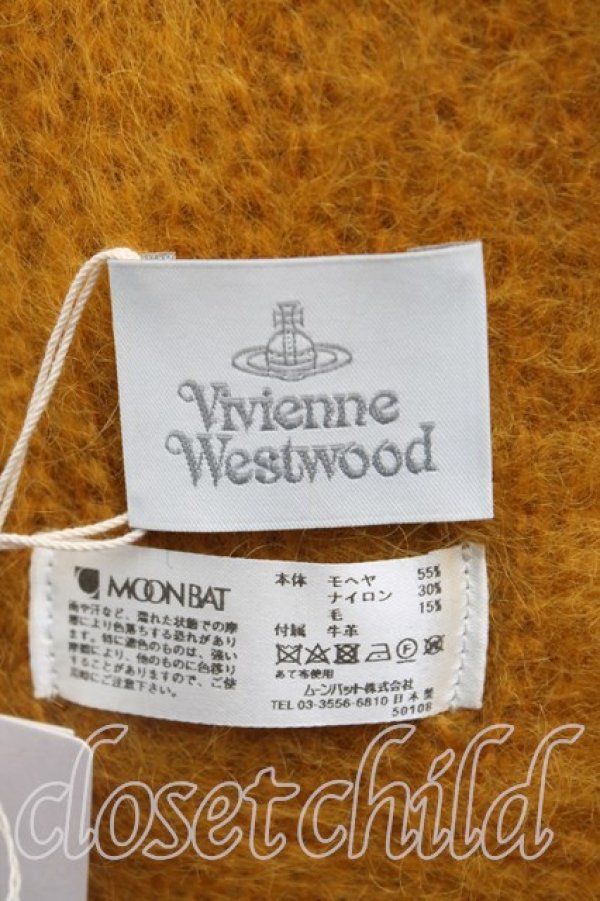 Vivienne
Westwood
MOONBAT
雨や汗など、濡れた状態での摩
擦により色落ちする恐れがあり
ます。特に濃色のものは、強い
摩擦により、他のものに色移り
することがありますので、ご使
用時にご注意下さい。
本体 モヘヤ 55%
ナイロン 30%
毛 15%
付属 牛革
F
あて布使用
ムーンバット株式会社
TEL 03-3556-6810 日本製
50108
closet child